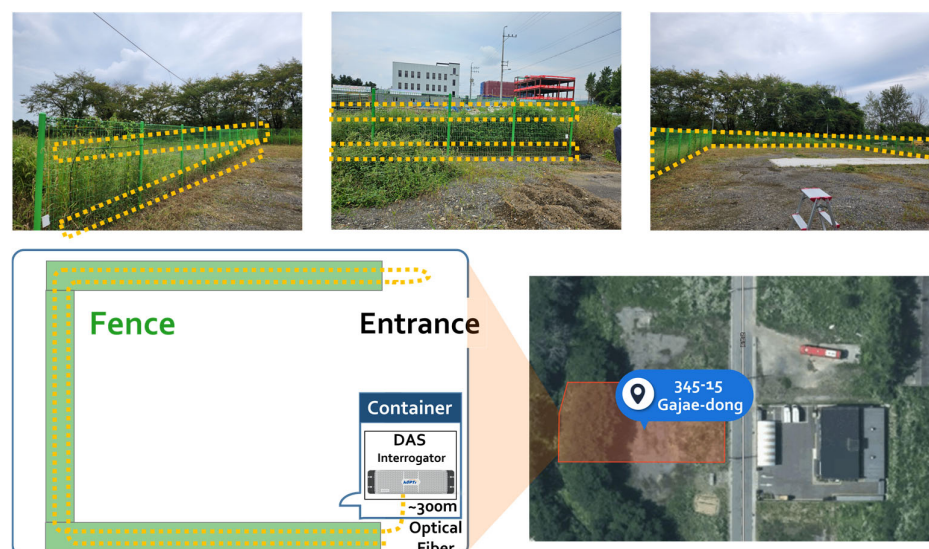 Fence
Entrance
Container
DAS
Interrogator
~300m
Optical
Fiber
345-15
Gajae-dong